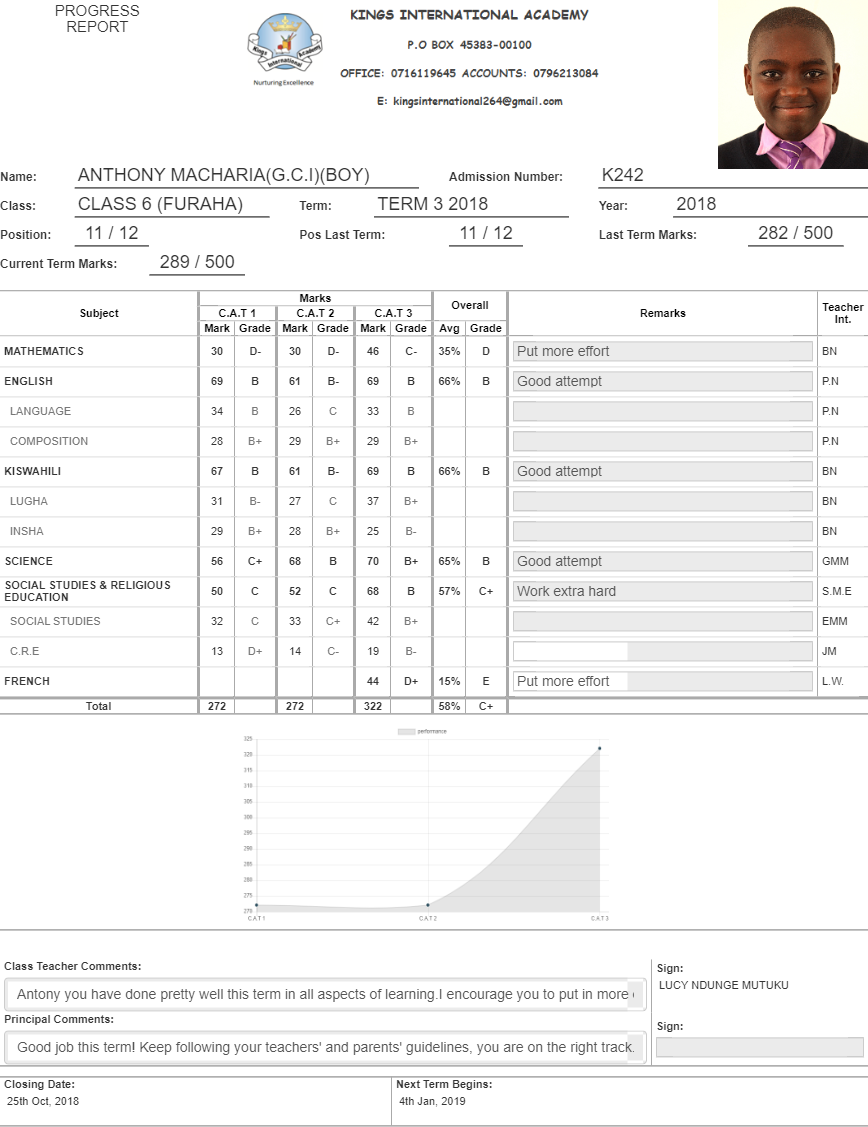 PROGRESS
REPORT
KINGS INTERNATIONAL ACADEMY
P.O BOX 45383-00100
OFFICE: 0716119645 ACCOUNTS: 0796213084
E: kingsinternational264@gmail.com
Kings International Academy
Nurturing Excellence
Name: ANTHONY MACHARIA(G.C.I)(BOY) Admission Number: K242
Class: CLASS 6 (FURAHA) Term: TERM 3 2018 Year: 2018
Position: 11 / 12 Pos Last Term: 11 / 12 Last Term Marks: 282 / 500
Current Term Marks: 289 / 500
Subject Marks Overall Remarks Teacher Int.
C.A.T 1 C.A.T 2 C.A.T 3
Mark Grade Mark Grade Mark Grade Avg Grade
MATHEMATICS 30 D- 30 D- 46 C- 35% D Put more effort BN
ENGLISH 69 B 61 B- 69 B 66% B Good attempt P.N
LANGUAGE 34 B 26 C 33 B P.N
COMPOSITION 28 B+ 29 B+ 29 B+ P.N
KISWAHILI 67 B 61 B- 69 B 66% B Good attempt BN
LUGHA 31 B- 27 C 37 B+ BN
INSHA 29 B+ 28 B+ 25 B- BN
SCIENCE 56 C+ 68 B 70 B+ 65% B Good attempt GMM
SOCIAL STUDIES & RELIGIOUS EDUCATION 50 C 52 C 68 B 57% C+ Work extra hard S.M.E
SOCIAL STUDIES 32 C 33 C+ 42 B+ EMM
C.R.E 13 D+ 14 C- 19 B- JM
FRENCH 44 D+ 15% E Put more effort L.W.
Total 272 272 322 58% C+
performance
325
320
315
310
305
300
295
290
285
280
275
270
C.A.T 1 C.A.T 2 C.A.T 3
Class Teacher Comments:
Antony you have done pretty well this term in all aspects of learning.I encourage you to put in more
Sign:
LUCY NDUNGE MUTUKU
Principal Comments:
Good job this term! Keep following your teachers' and parents' guidelines, you are on the right track.
Sign:
Closing Date: Next Term Begins:
25th Oct, 2018 4th Jan, 2019